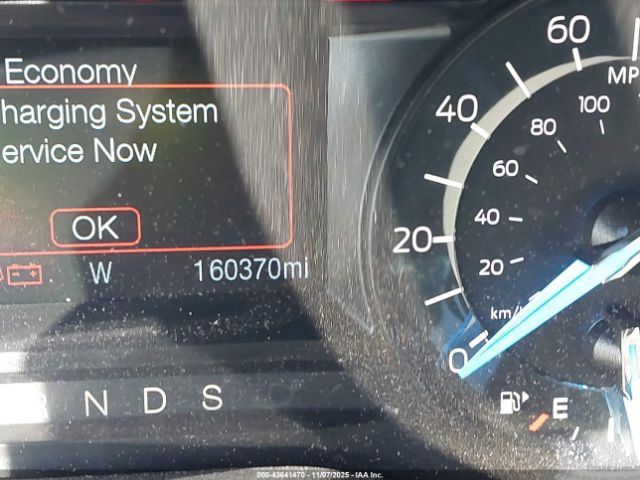 Economy
harging System
ervice Now
OK
W 160370mi
R N D S
0 20 40 60
MP
km/
20 40 60 80 100
E
000-43641470 - 11/07/2025 - IAA Inc.